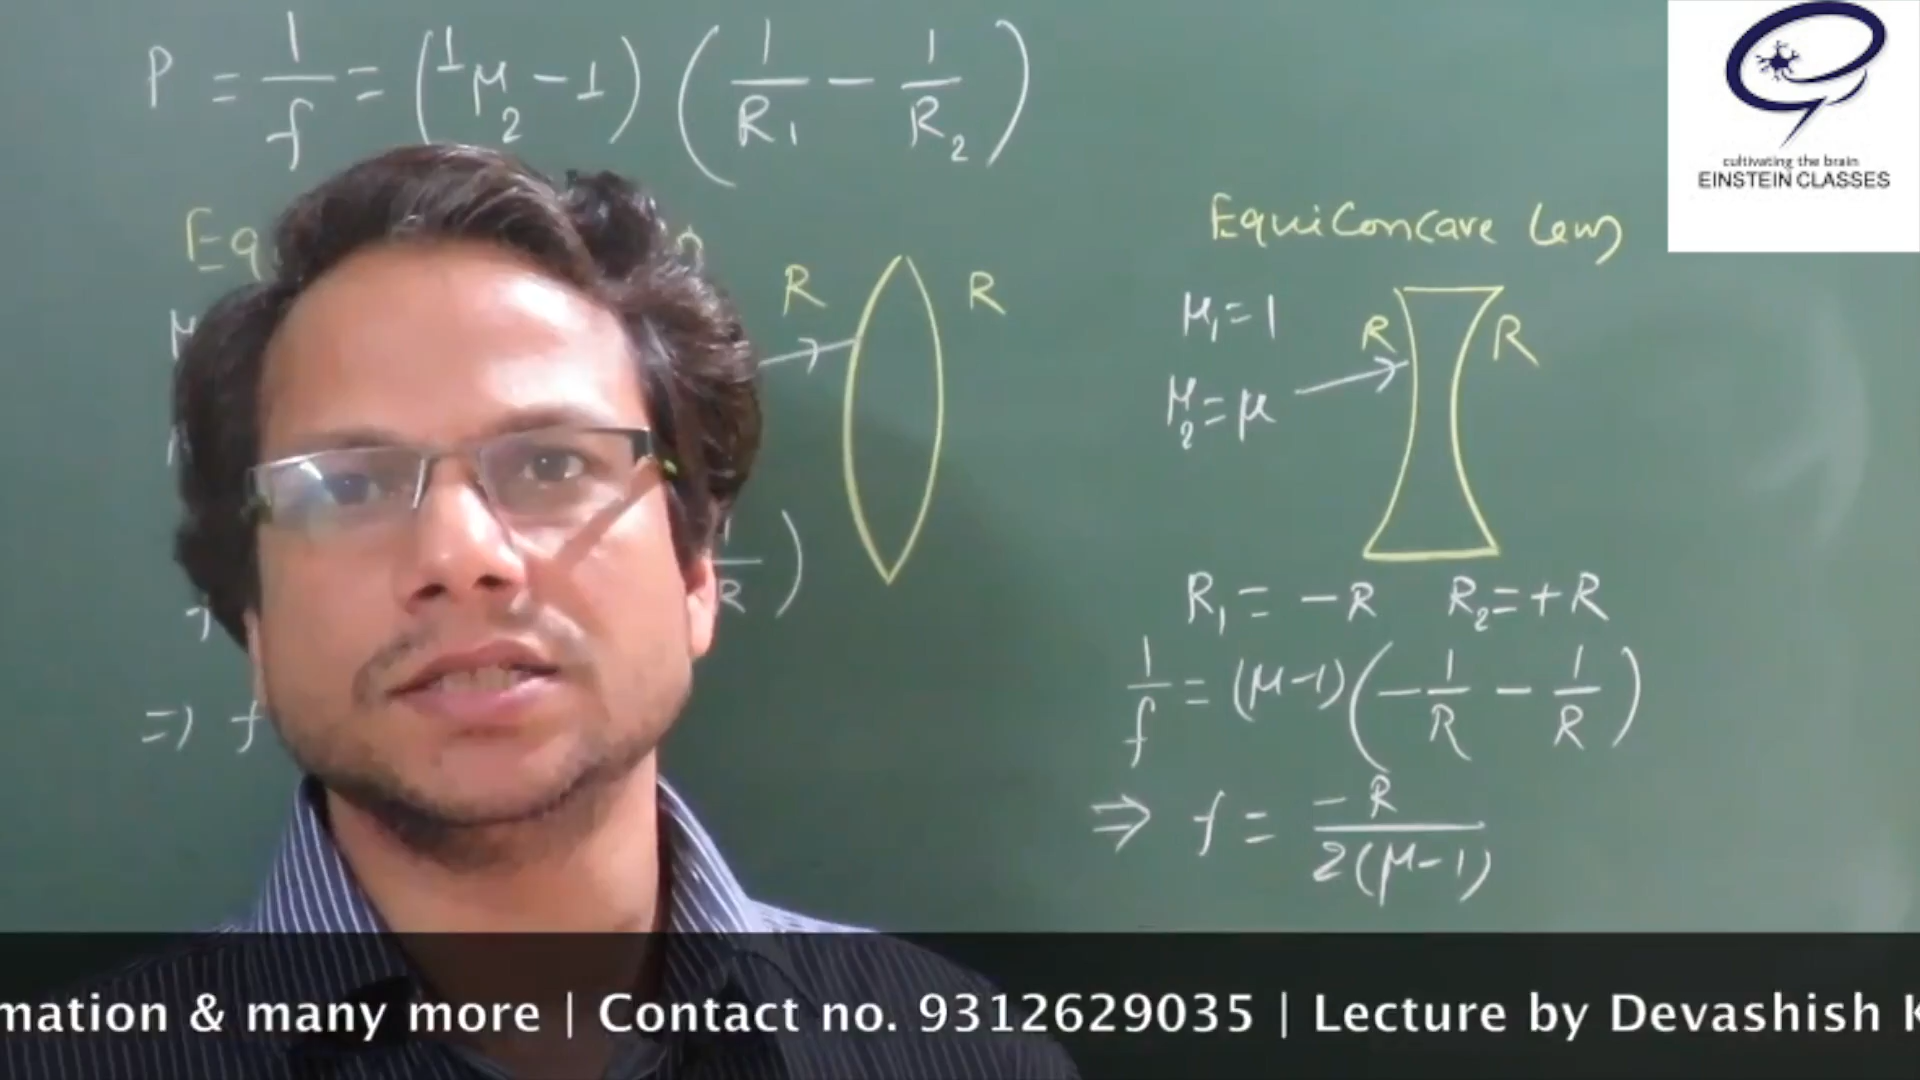 P = 1/f = (¹μ₂ - 1) (1/R₁ - 1/R₂)
cultivating the brain
EINSTEIN CLASSES
EquiConcave Lens
R R
μ₁ = 1
μ₂ = μ
R R
R₁ = -R R₂ = +R
1/f = (μ-1) (-1/R - 1/R)
⇒ f = -R / 2(μ-1)
R )
⇒ f
mation & many more | Contact no. 9312629035 | Lecture by Devashish K